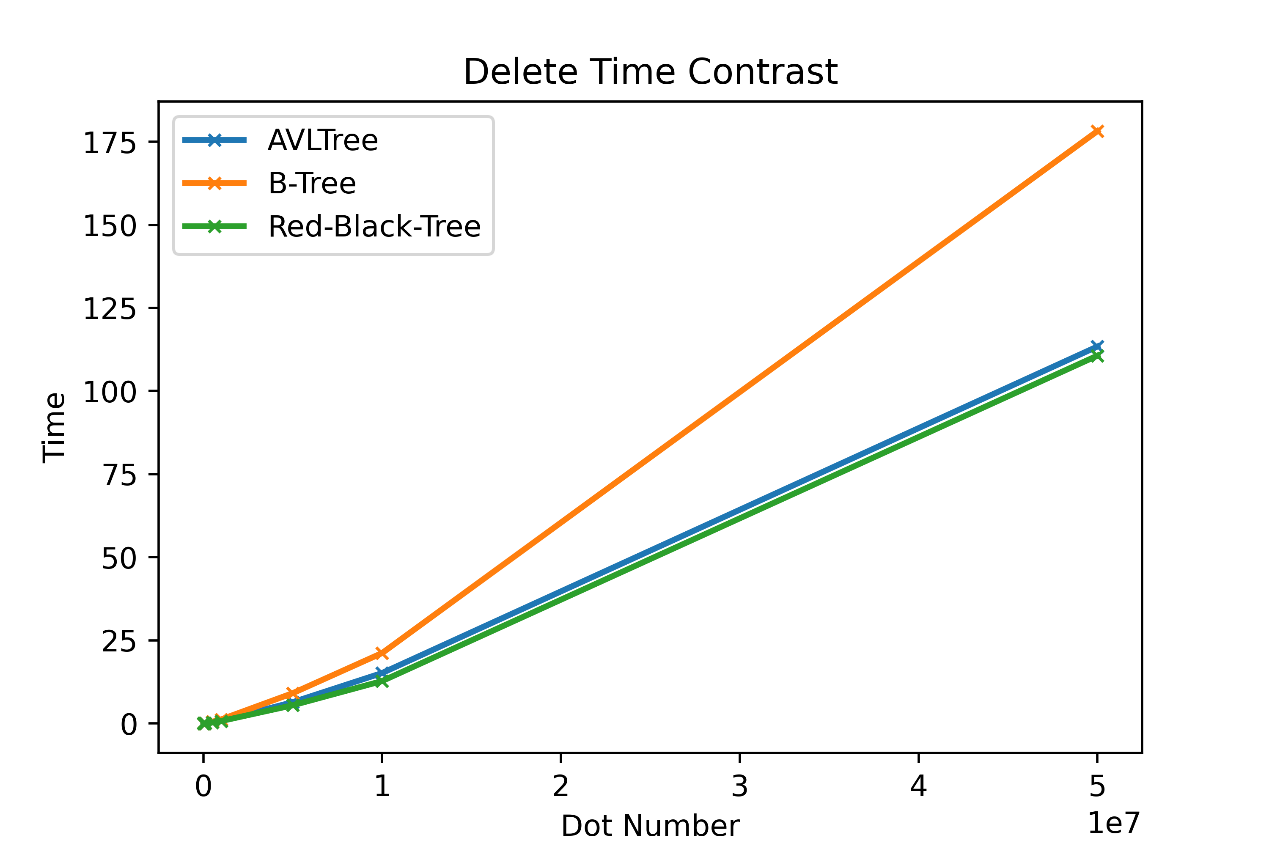 Delete Time Contrast
AVLTree
B-Tree
Red-Black-Tree
175
150
125
100
75
50
25
0
Time
0 1 2 3 4 5
1e7
Dot Number